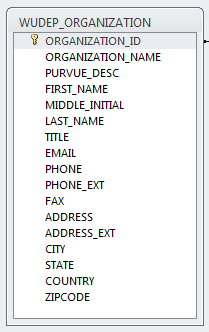 WUDEP_ORGANIZATION
ORGANIZATION_ID
ORGANIZATION_NAME
PURVUE_DESC
FIRST_NAME
MIDDLE_INITIAL
LAST_NAME
TITLE
EMAIL
PHONE
PHONE_EXT
FAX
ADDRESS
ADDRESS_EXT
CITY
STATE
COUNTRY
ZIPCODE